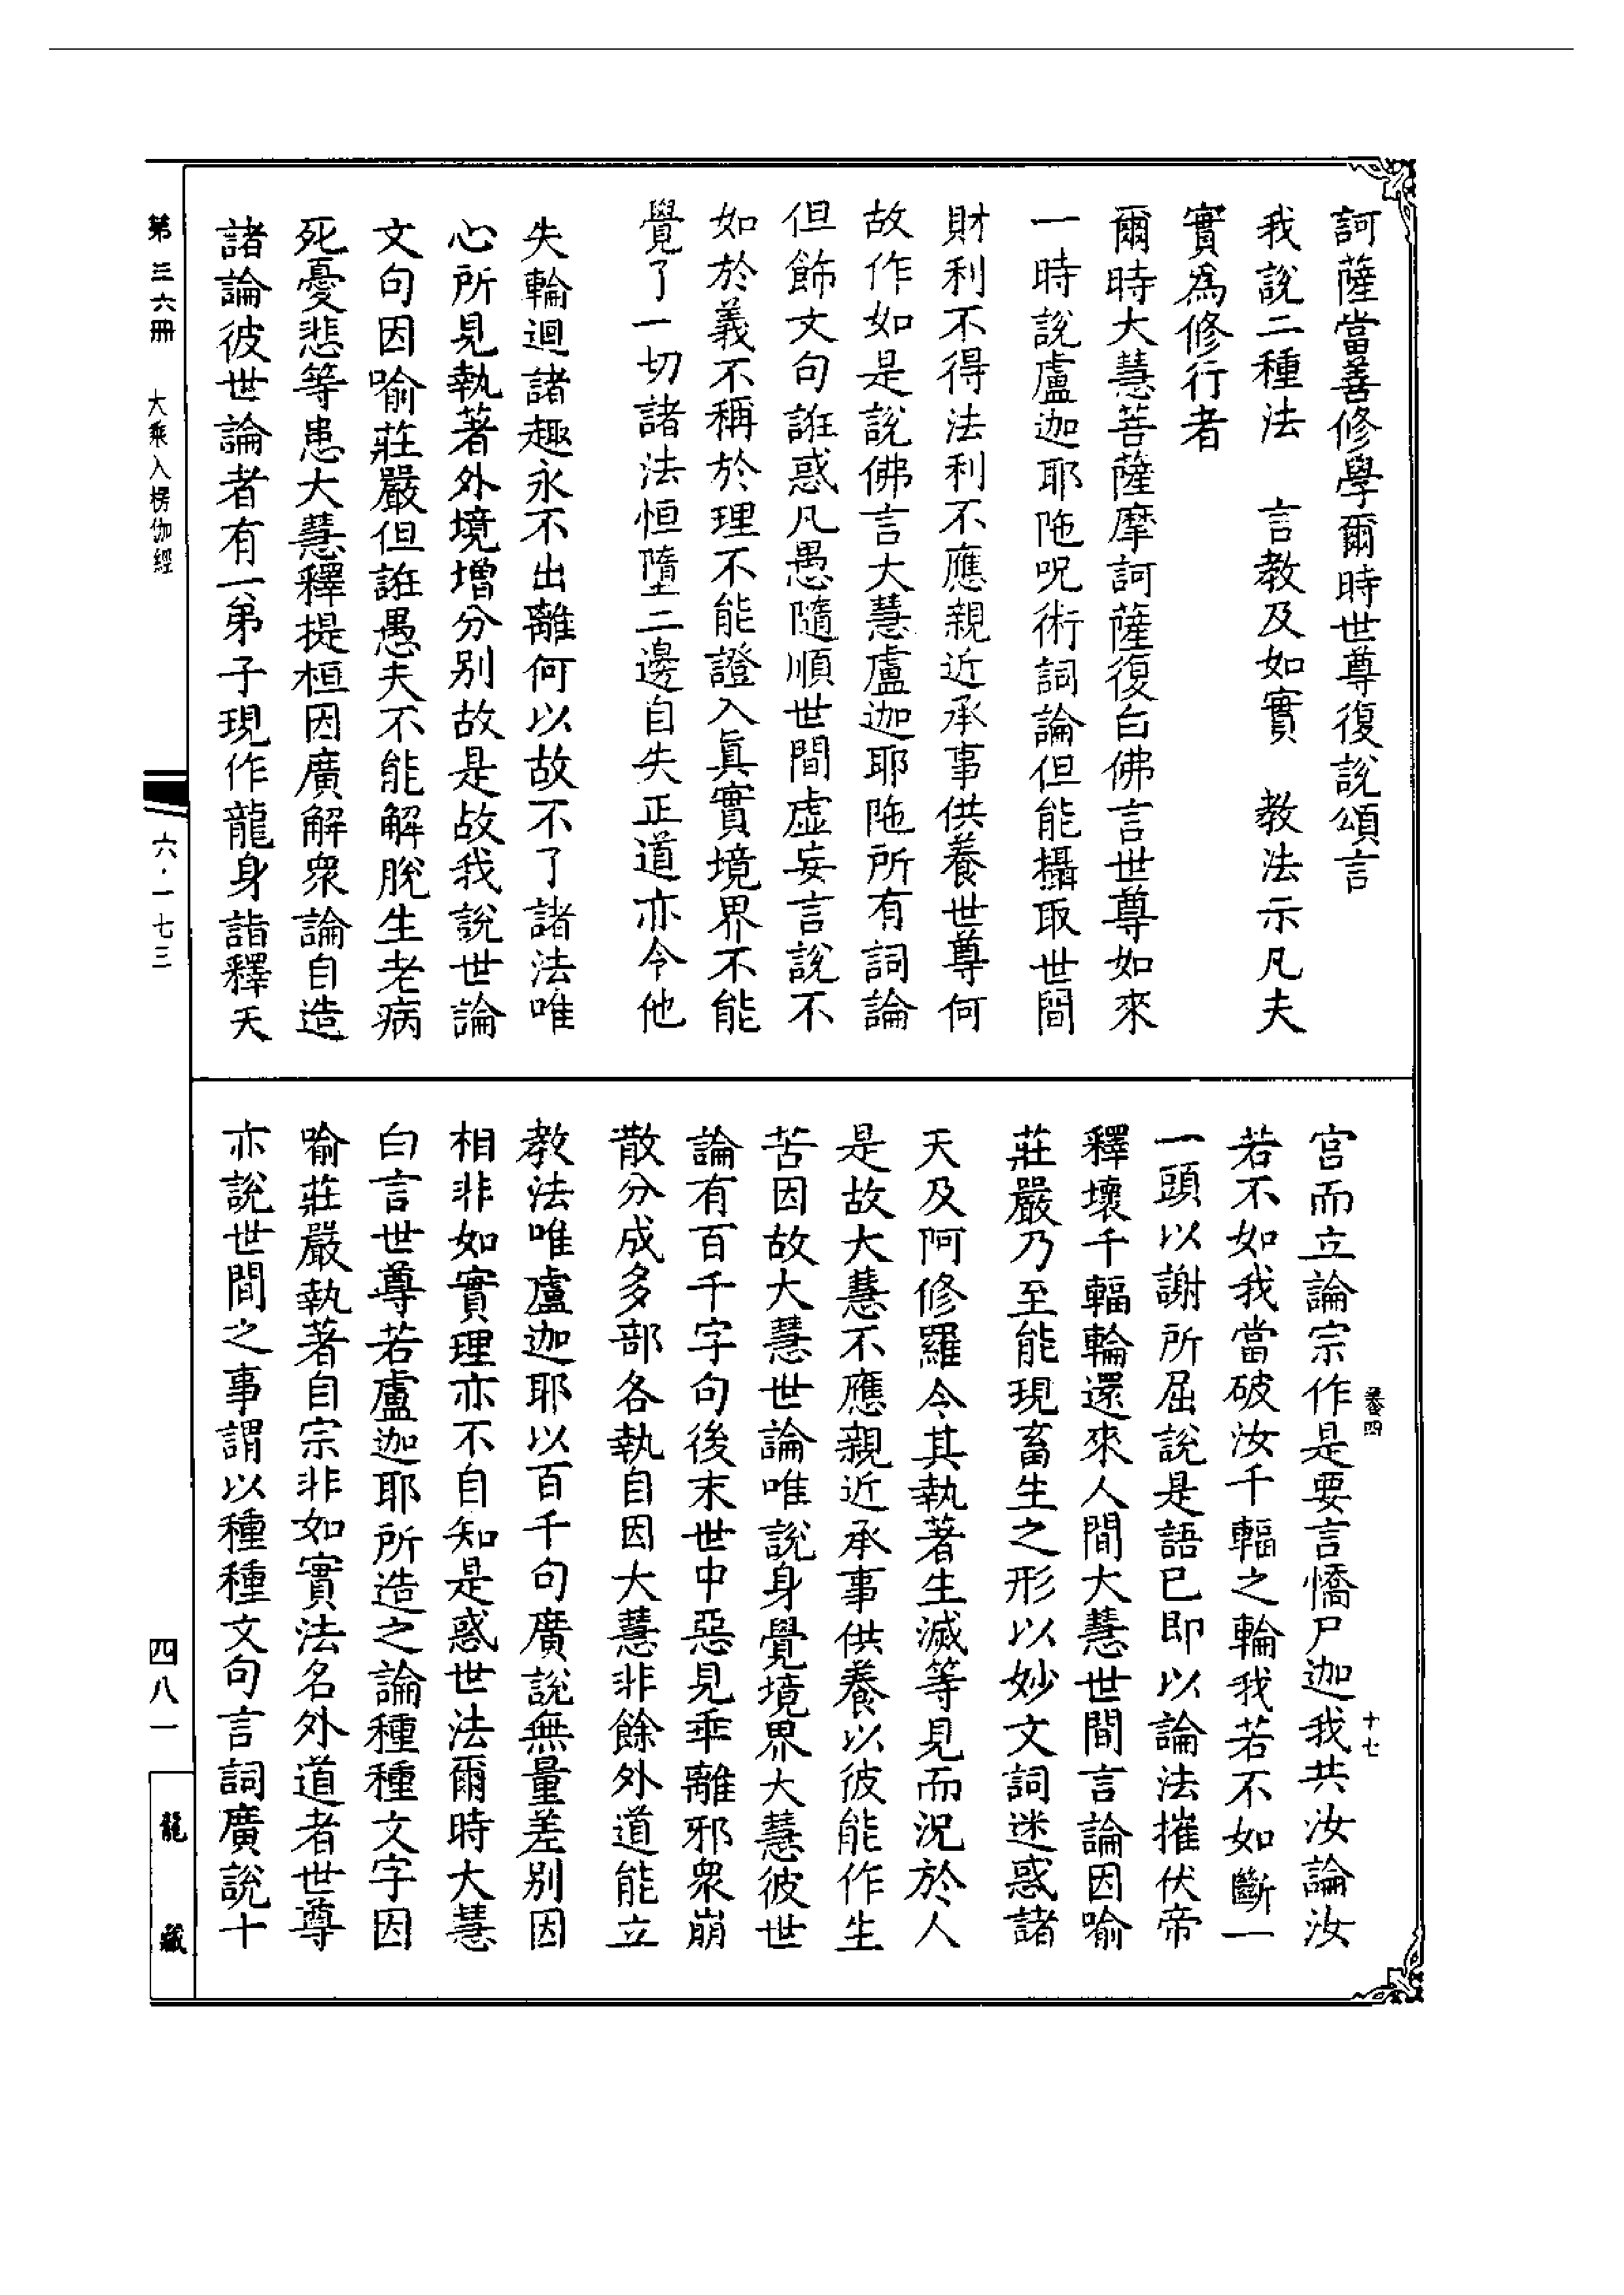 訶薩當善修學爾時世尊復說頌言
我說二種法　言教及如實　教法示凡夫
實為修行者
爾時大慧菩薩摩訶薩復白佛言世尊如來
一時說盧迦耶陁呪術詞論但能攝取世間
財利不得法利不應親近承事供養世尊何
故作如是說佛言大慧盧迦耶陁所有詞論
但飾文句誑惑凡愚隨順世間虛妄言說不
如於義不稱於理不能證入眞實境界不能
覺了一切諸法恒墮二邊自失正道亦令他
失輪迴諸趣永不出離何以故不了諸法唯
心所見執著外境增分別故是故我說世論
文句因喻莊嚴但誑愚夫不能解脫生老病
死憂悲等患大慧釋提桓因廣解衆論自造
諸論彼世論者有一弟子現作龍身詣釋天
宮而立論宗作是要言憍尸迦我共汝論汝
若不如我當破汝千輻之輪我若不如斷一
一頭以謝所屈說是語已即以論法摧伏帝
釋壞千輻輪還來人間大慧世間言論因喻
莊嚴乃至能現畜生之形以妙文詞迷惑諸
天及阿修羅令其執著生滅等見而況於人
是故大慧不應親近承事供養以彼能作生
苦因故大慧世論唯說身覺境界大慧彼世
論有百千字句後末世中惡見乖離邪衆崩
散分成多部各執自因大慧非餘外道能立
教法唯盧迦耶以百千句廣說無量差別因
相非如實理亦不自知是惑世法爾時大慧
白言世尊若盧迦耶所造之論種種文字因
喻莊嚴執著自宗非如實法名外道者世尊
亦說世間之事謂以種種文句言詞廣說十
卷四
十七
第三六冊　大乘入楞伽經
六·一七三
四八一
龍藏